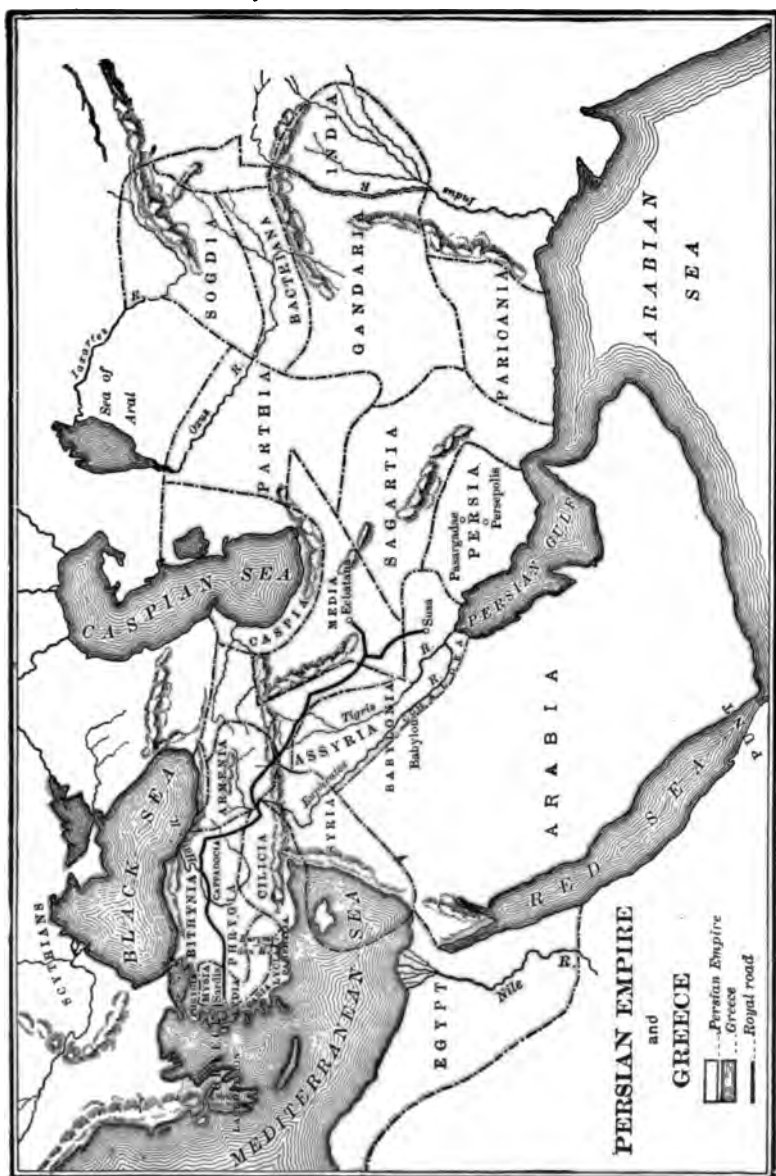 PERSIAN EMPIRE
and
GREECE
Persian Empire
Greece
Royal road
SCYTHIANS
BLACK SEA
CASPIAN SEA
Sea of
Aral
Jaxartes R.
Oxus R.
SOGDIA
BACTRIANA
PARTHIA
GANDARIA
INDIA
Indus R
PARICANIA
SAGARTIA
PERSIA
Pasargadae
Persepolis
MEDIA
Ecbatana
CASPIA
Susa
ARMENIA
ASSYRIA
Tigris R.
Euphrates R.
BABYLONIA
Babylon
SYRIA
CILICIA
CAPPADOCIA
PHRYGIA
BITHYNIA
MYSIA
Sardis
MEDITERRANEAN SEA
EGYPT
Nile R.
RED SEA
ARABIA
PUNT
PERSIAN GULF
ARABIAN
SEA